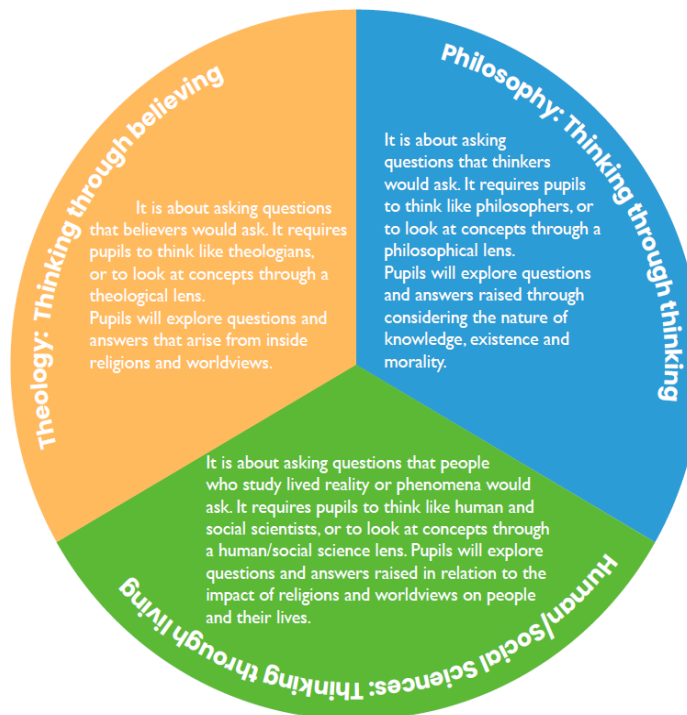 Theology: Thinking through believing
It is about asking questions
that believers would ask. It requires
pupils to think like theologians,
or to look at concepts through a
theological lens.
Pupils will explore questions and
answers that arise from inside
religions and worldviews.
Philosophy: Thinking through thinking
It is about asking
questions that thinkers
would ask. It requires pupils
to think like philosophers, or
to look at concepts through a
philosophical lens.
Pupils will explore questions
and answers raised through
considering the nature of
knowledge, existence and
morality.
It is about asking questions that people
who study lived reality or phenomena would
ask. It requires pupils to think like human and
social scientists, or to look at concepts through
a human/social science lens. Pupils will explore
questions and answers raised in relation to the
impact of religions and worldviews on people
and their lives.
Human/Social Sciences: Thinking through living